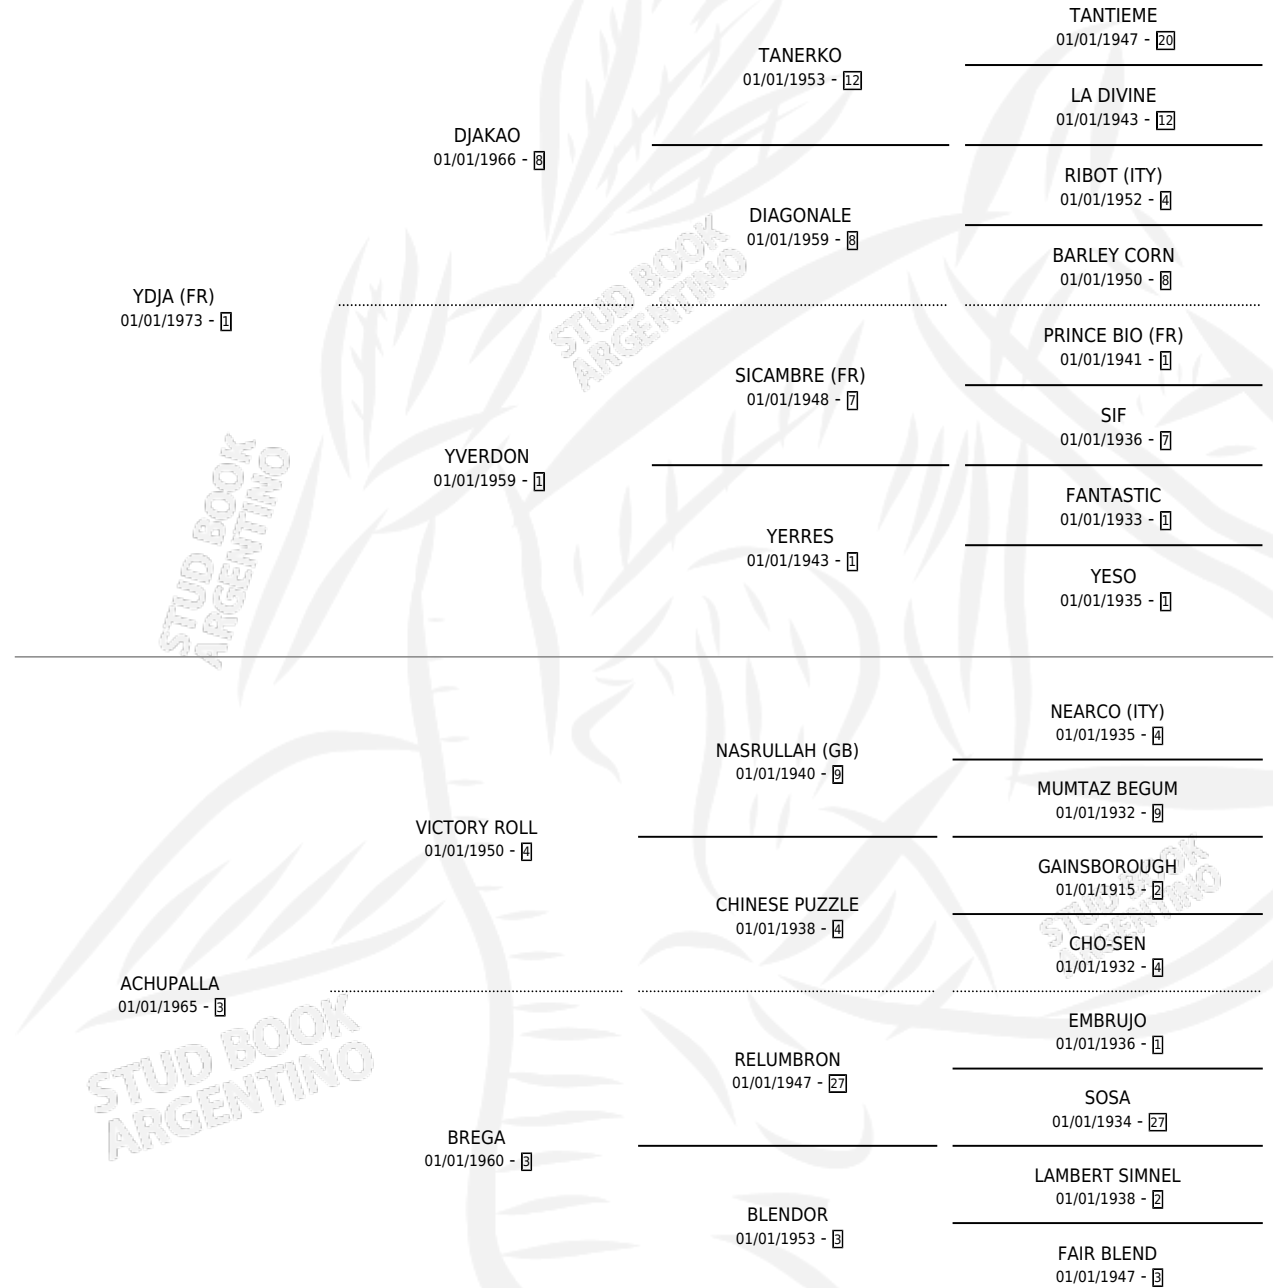 TANTIEME
01/01/1947 - 20
TANERKO
01/01/1953 - 12
LA DIVINE
01/01/1943 - 12
DJAKAO
01/01/1966 - 8
RIBOT (ITY)
01/01/1952 - 4
DIAGONALE
01/01/1959 - 8
BARLEY CORN
01/01/1950 - 8
YDJA (FR)
01/01/1973 - 1
PRINCE BIO (FR)
01/01/1941 - 1
SICAMBRE (FR)
01/01/1948 - 7
SIF
01/01/1936 - 7
YVERDON
01/01/1959 - 1
FANTASTIC
01/01/1933 - 1
YERRES
01/01/1943 - 1
YESO
01/01/1935 - 1
STUD BOOK
ARGENTINO
STUD BOOK
ARGENTINO
NEARCO (ITY)
01/01/1935 - 4
NASRULLAH (GB)
01/01/1940 - 9
MUMTAZ BEGUM
01/01/1932 - 9
VICTORY ROLL
01/01/1950 - 4
GAINSBOROUGH
01/01/1915 - 2
CHINESE PUZZLE
01/01/1938 - 4
CHO-SEN
01/01/1932 - 4
STUD BOOK
ARGENTINO
ACHUPALLA
01/01/1965 - 3
EMBRUJO
01/01/1936 - 1
RELUMBRON
01/01/1947 - 27
SOSA
01/01/1934 - 27
BREGA
01/01/1960 - 3
LAMBERT SIMNEL
01/01/1938 - 2
BLENDOR
01/01/1953 - 3
FAIR BLEND
01/01/1947 - 3
STUD BOOK
ARGENTINO